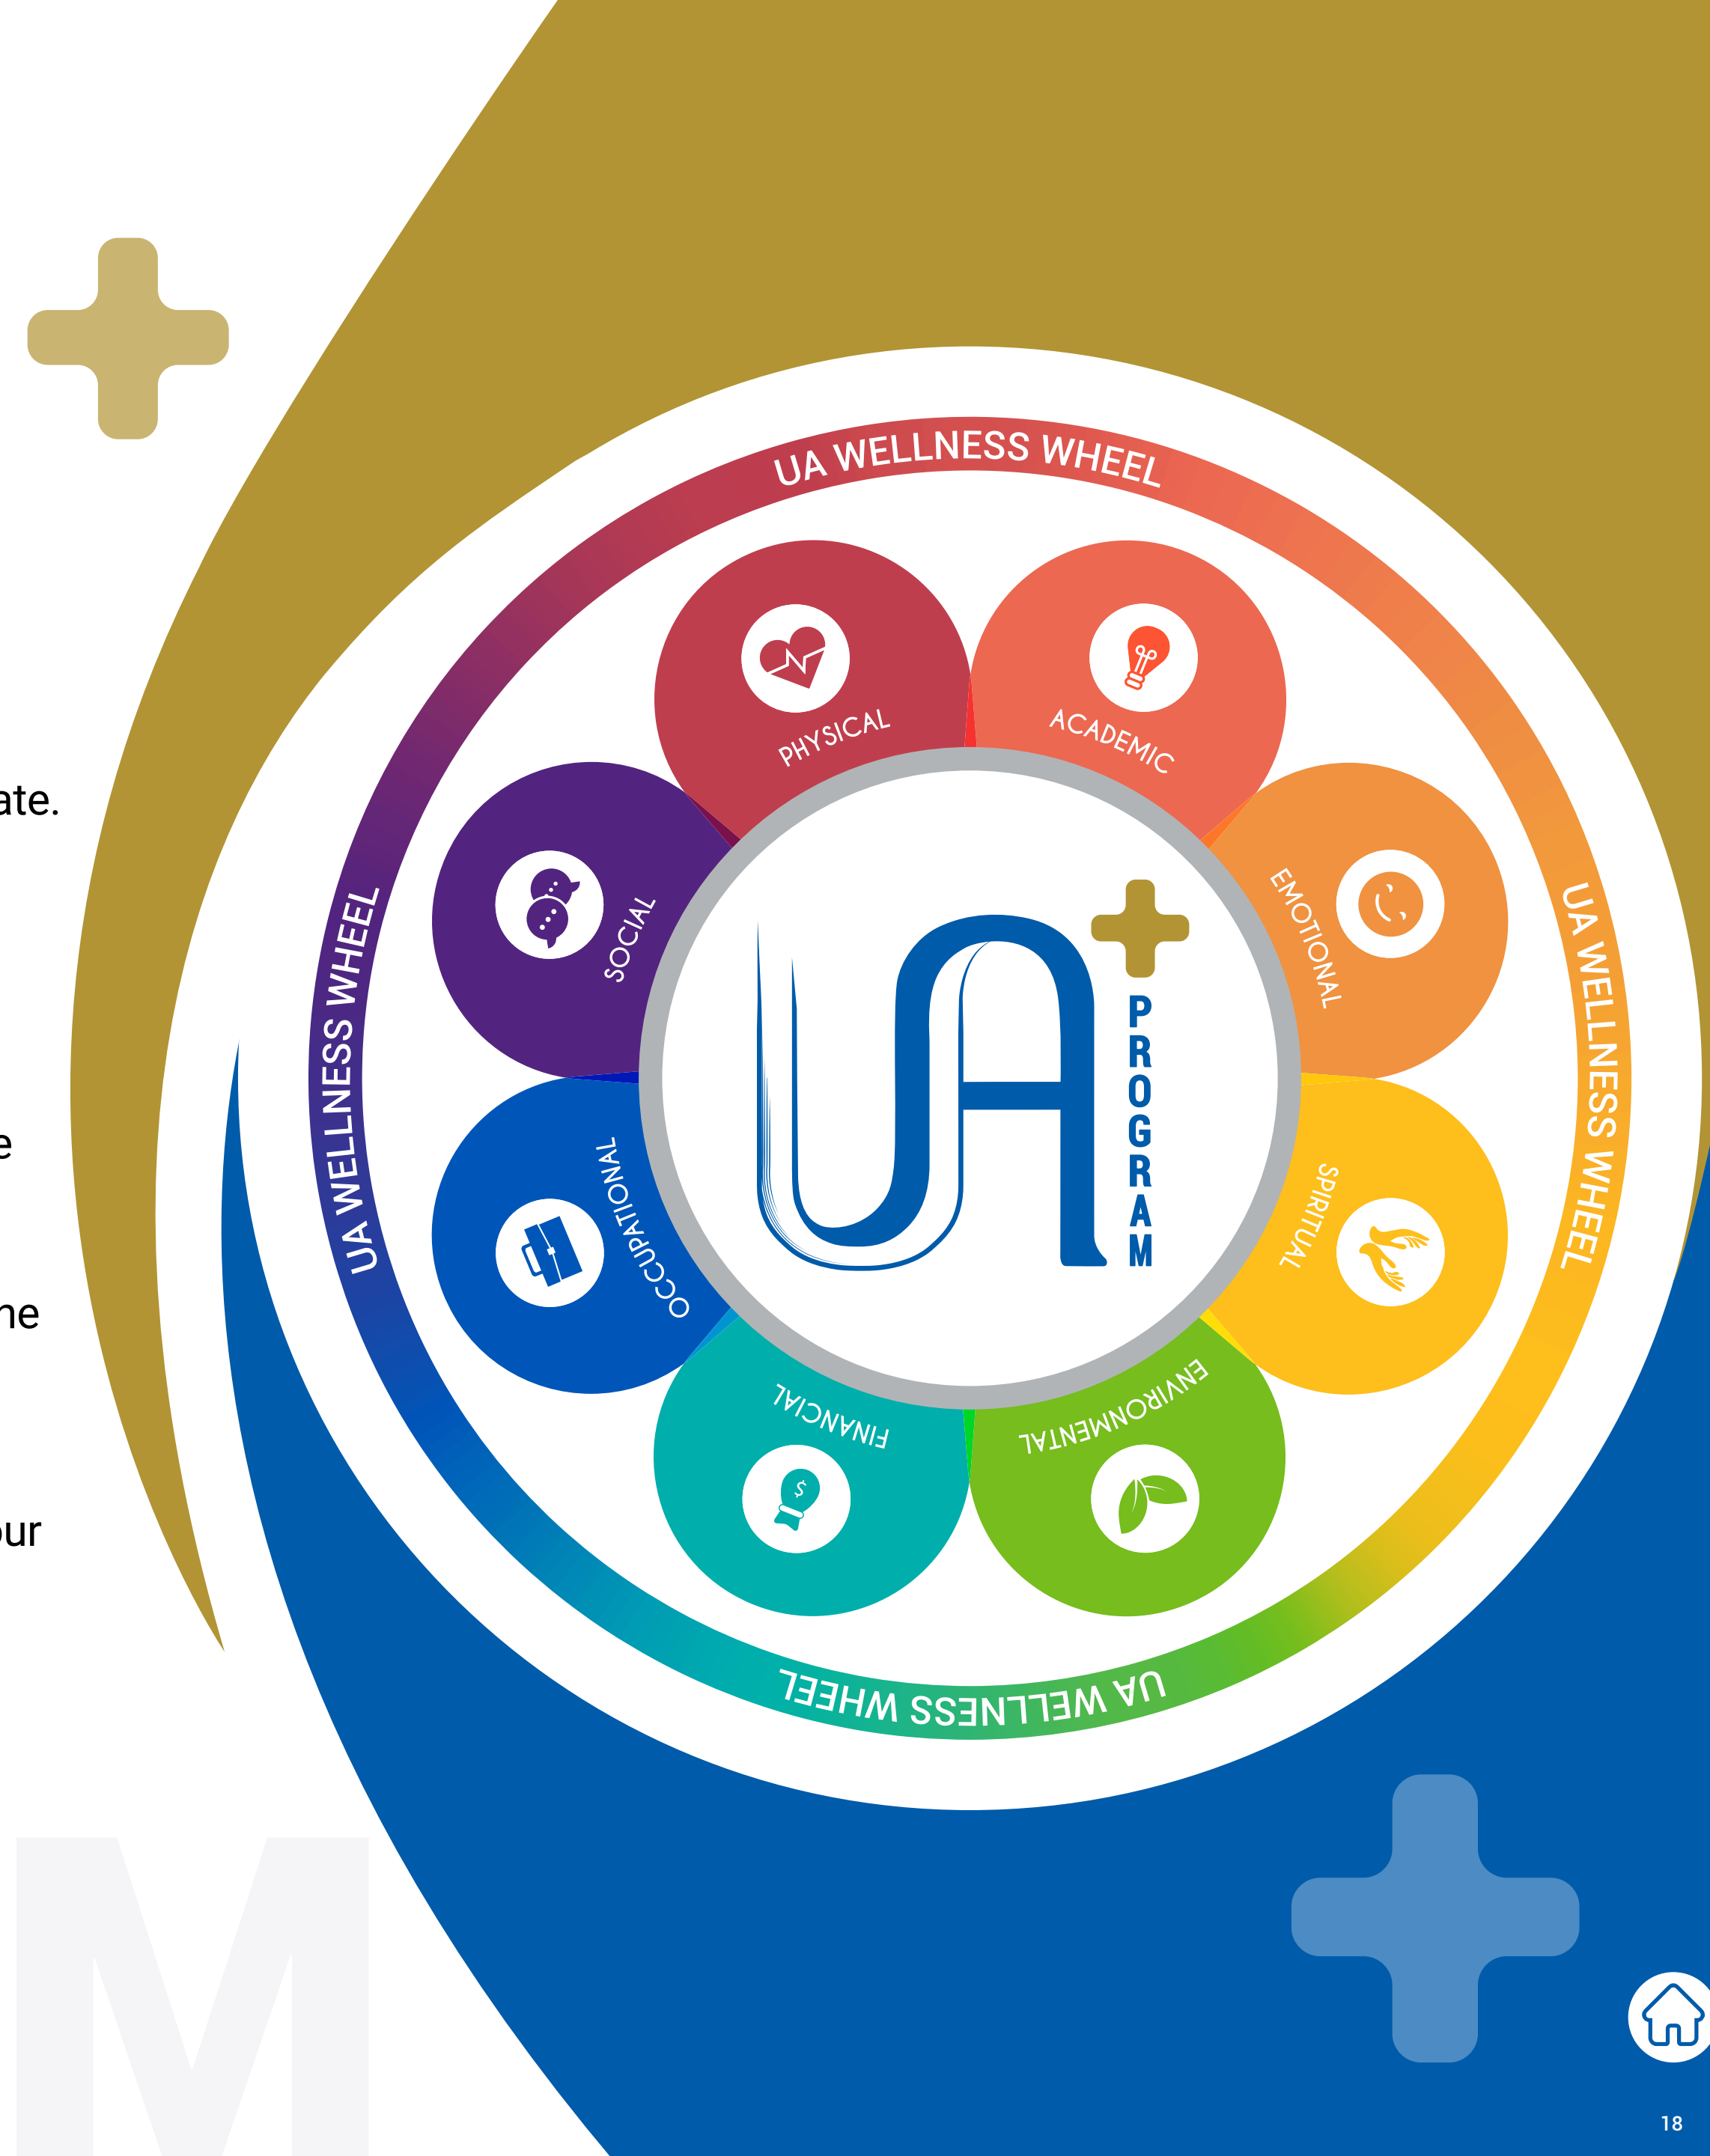 UA WELLNESS WHEEL
UA WELLNESS WHEEL
UA WELLNESS WHEEL
UA WELLNESS WHEEL
PHYSICAL
ACADEMIC
EMOTIONAL
SPIRITUAL
ENVIRONMENTAL
FINANCIAL
OCCUPATIONAL
SOCIAL
UA+
PROGRAM
ate.
e
ne
our
M
18